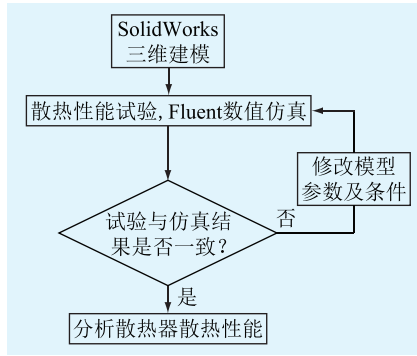 SolidWorks
三维建模
散热性能试验,Fluent数值仿真
修改模型
参数及条件
试验与仿真结
果是否一致?
否
是
分析散热器散热性能